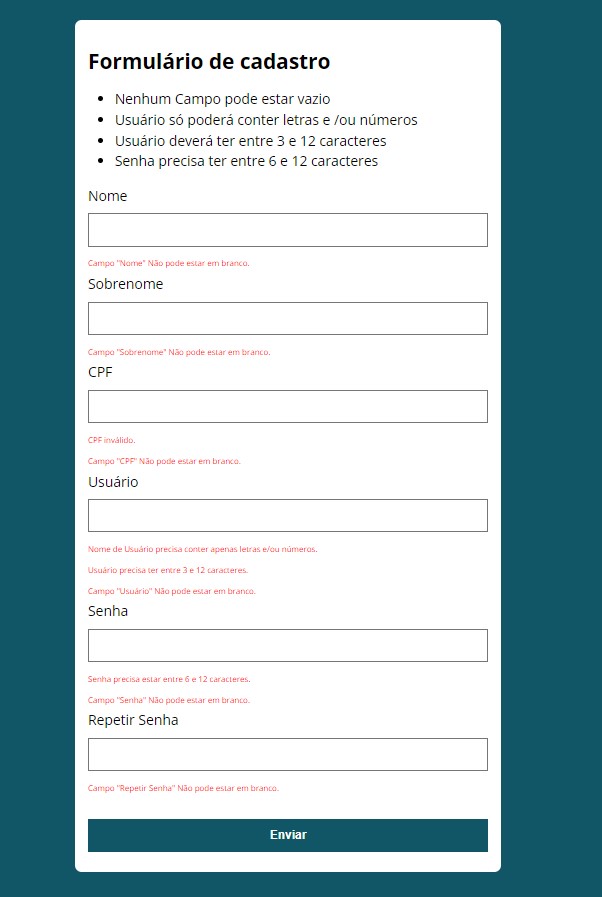 Formulário de cadastro
Nenhum Campo pode estar vazio
Usuário só poderá conter letras e /ou números
Usuário deverá ter entre 3 e 12 caracteres
Senha precisa ter entre 6 e 12 caracteres
Nome
Campo "Nome" Não pode estar em branco.
Sobrenome
Campo "Sobrenome" Não pode estar em branco.
CPF
CPF inválido.
Campo "CPF" Não pode estar em branco.
Usuário
Nome de Usuário precisa conter apenas letras e/ou números.
Usuário precisa ter entre 3 e 12 caracteres.
Campo "Usuário" Não pode estar em branco.
Senha
Senha precisa estar entre 6 e 12 caracteres.
Campo "Senha" Não pode estar em branco.
Repetir Senha
Campo "Repetir Senha" Não pode estar em branco.
Enviar